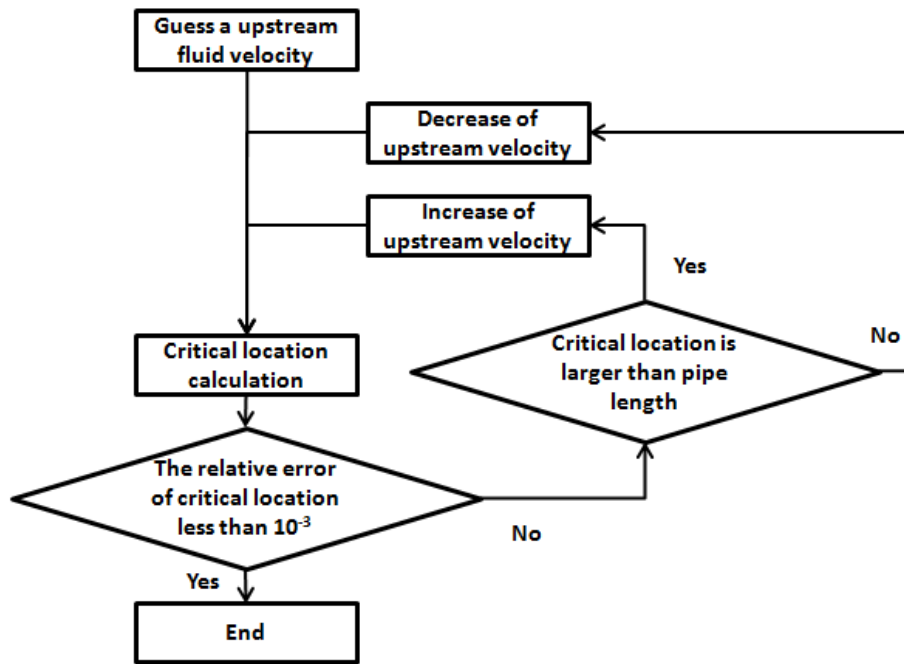 Guess a upstream
fluid velocity
Decrease of
upstream velocity
Increase of
upstream velocity
Yes
Critical location is
larger than pipe
length
No
Critical location
calculation
The relative error
of critical location
less than 10⁻³
No
Yes
End